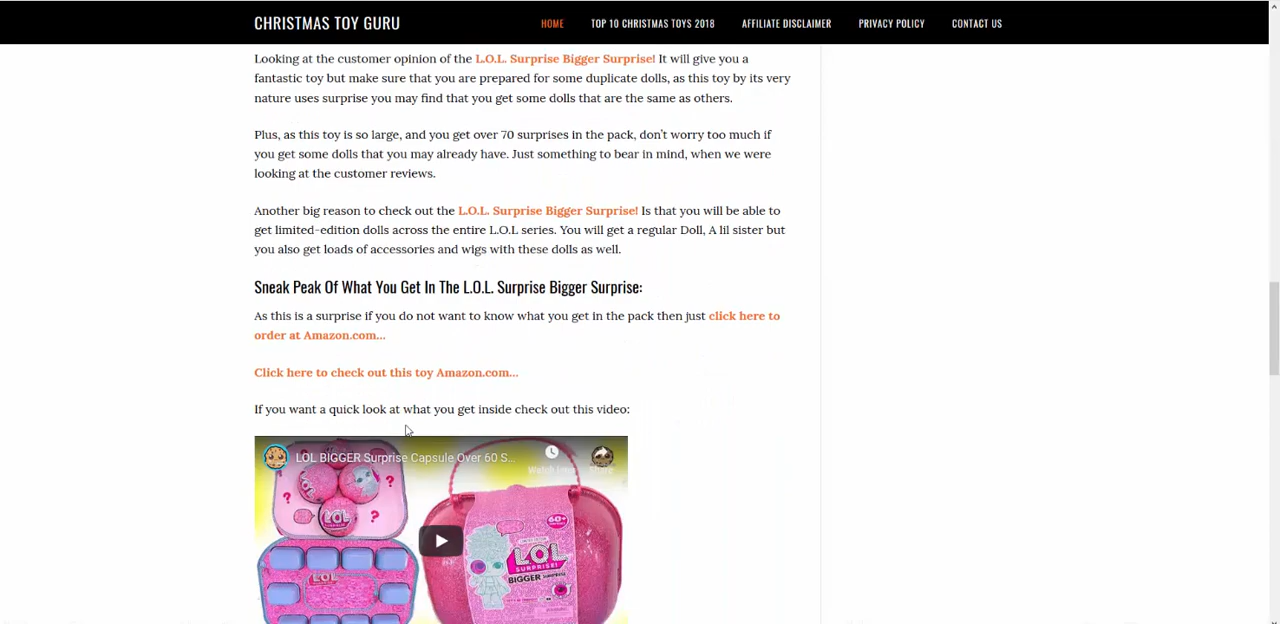 CHRISTMAS TOY GURU
HOME
TOP 10 CHRISTMAS TOYS 2018
AFFILIATE DISCLAIMER
PRIVACY POLICY
CONTACT US
Looking at the customer opinion of the L.O.L. Surprise Bigger Surprise! It will give you a
fantastic toy but make sure that you are prepared for some duplicate dolls, as this toy by its very
nature uses surprise you may find that you get some dolls that are the same as others.
Plus, as this toy is so large, and you get over 70 surprises in the pack, don't worry too much if
you get some dolls that you may already have. Just something to bear in mind, when we were
looking at the customer reviews.
Another big reason to check out the L.O.L. Surprise Bigger Surprise! Is that you will be able to
get limited-edition dolls across the entire L.O.L series. You will get a regular Doll, A lil sister but
you also get loads of accessories and wigs with these dolls as well.
Sneak Peak Of What You Get In The L.O.L. Surprise Bigger Surprise:
As this is a surprise if you do not want to know what you get in the pack then just click here to
order at Amazon.com...
Click here to check out this toy Amazon.com...
If you want a quick look at what you get inside check out this video:
LOL BIGGER Surprise Capsule Over 60 S...
Share
? ? ?
LOL
LOL
60+
LOL
SURPRISE!
BIGGER SURPRISE